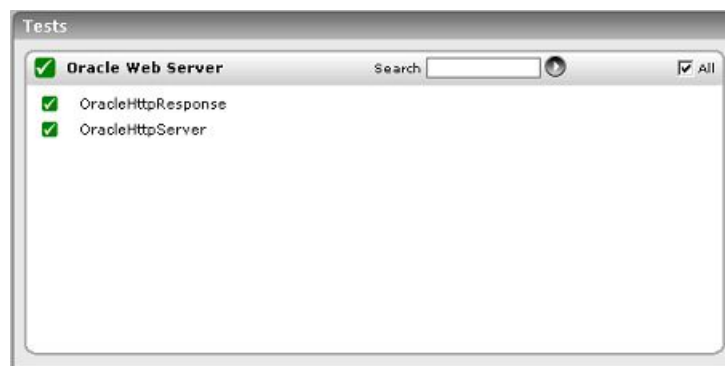 Tests
Oracle Web Server Search All
OracleHttpResponse
OracleHttpServer